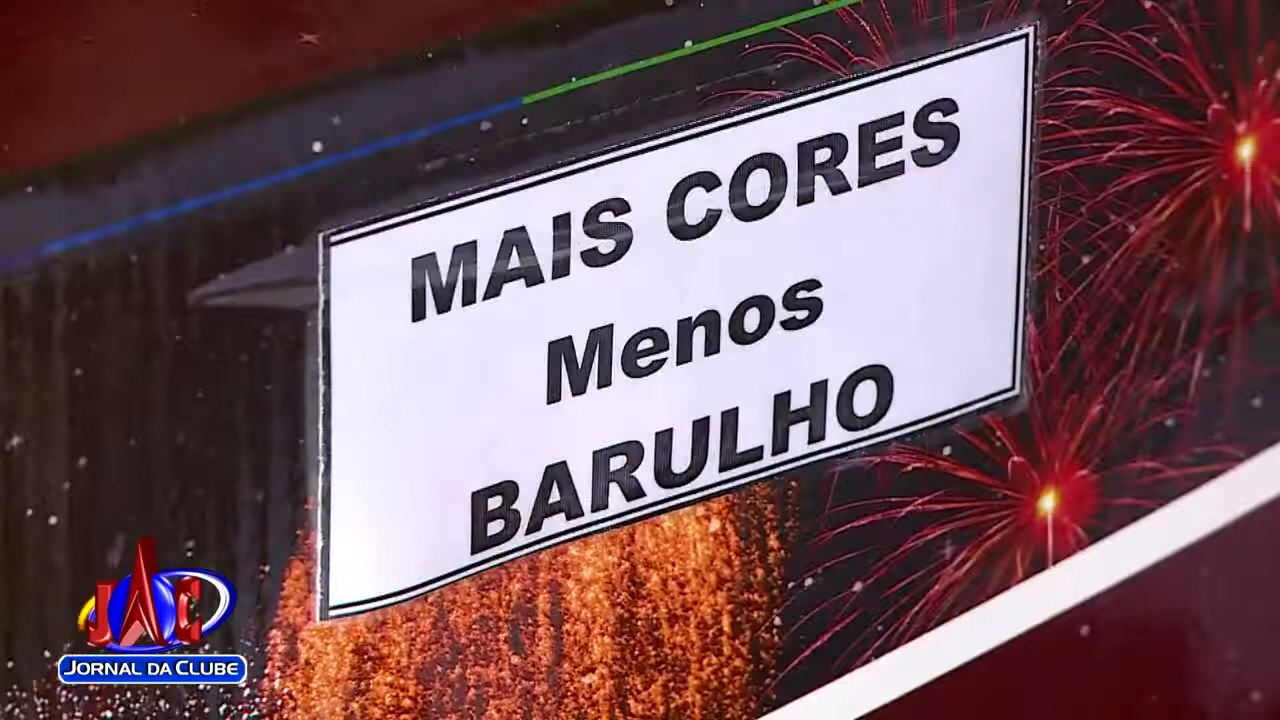 MAIS CORES
Menos
BARULHO
JAC
JORNAL DA CLUBE